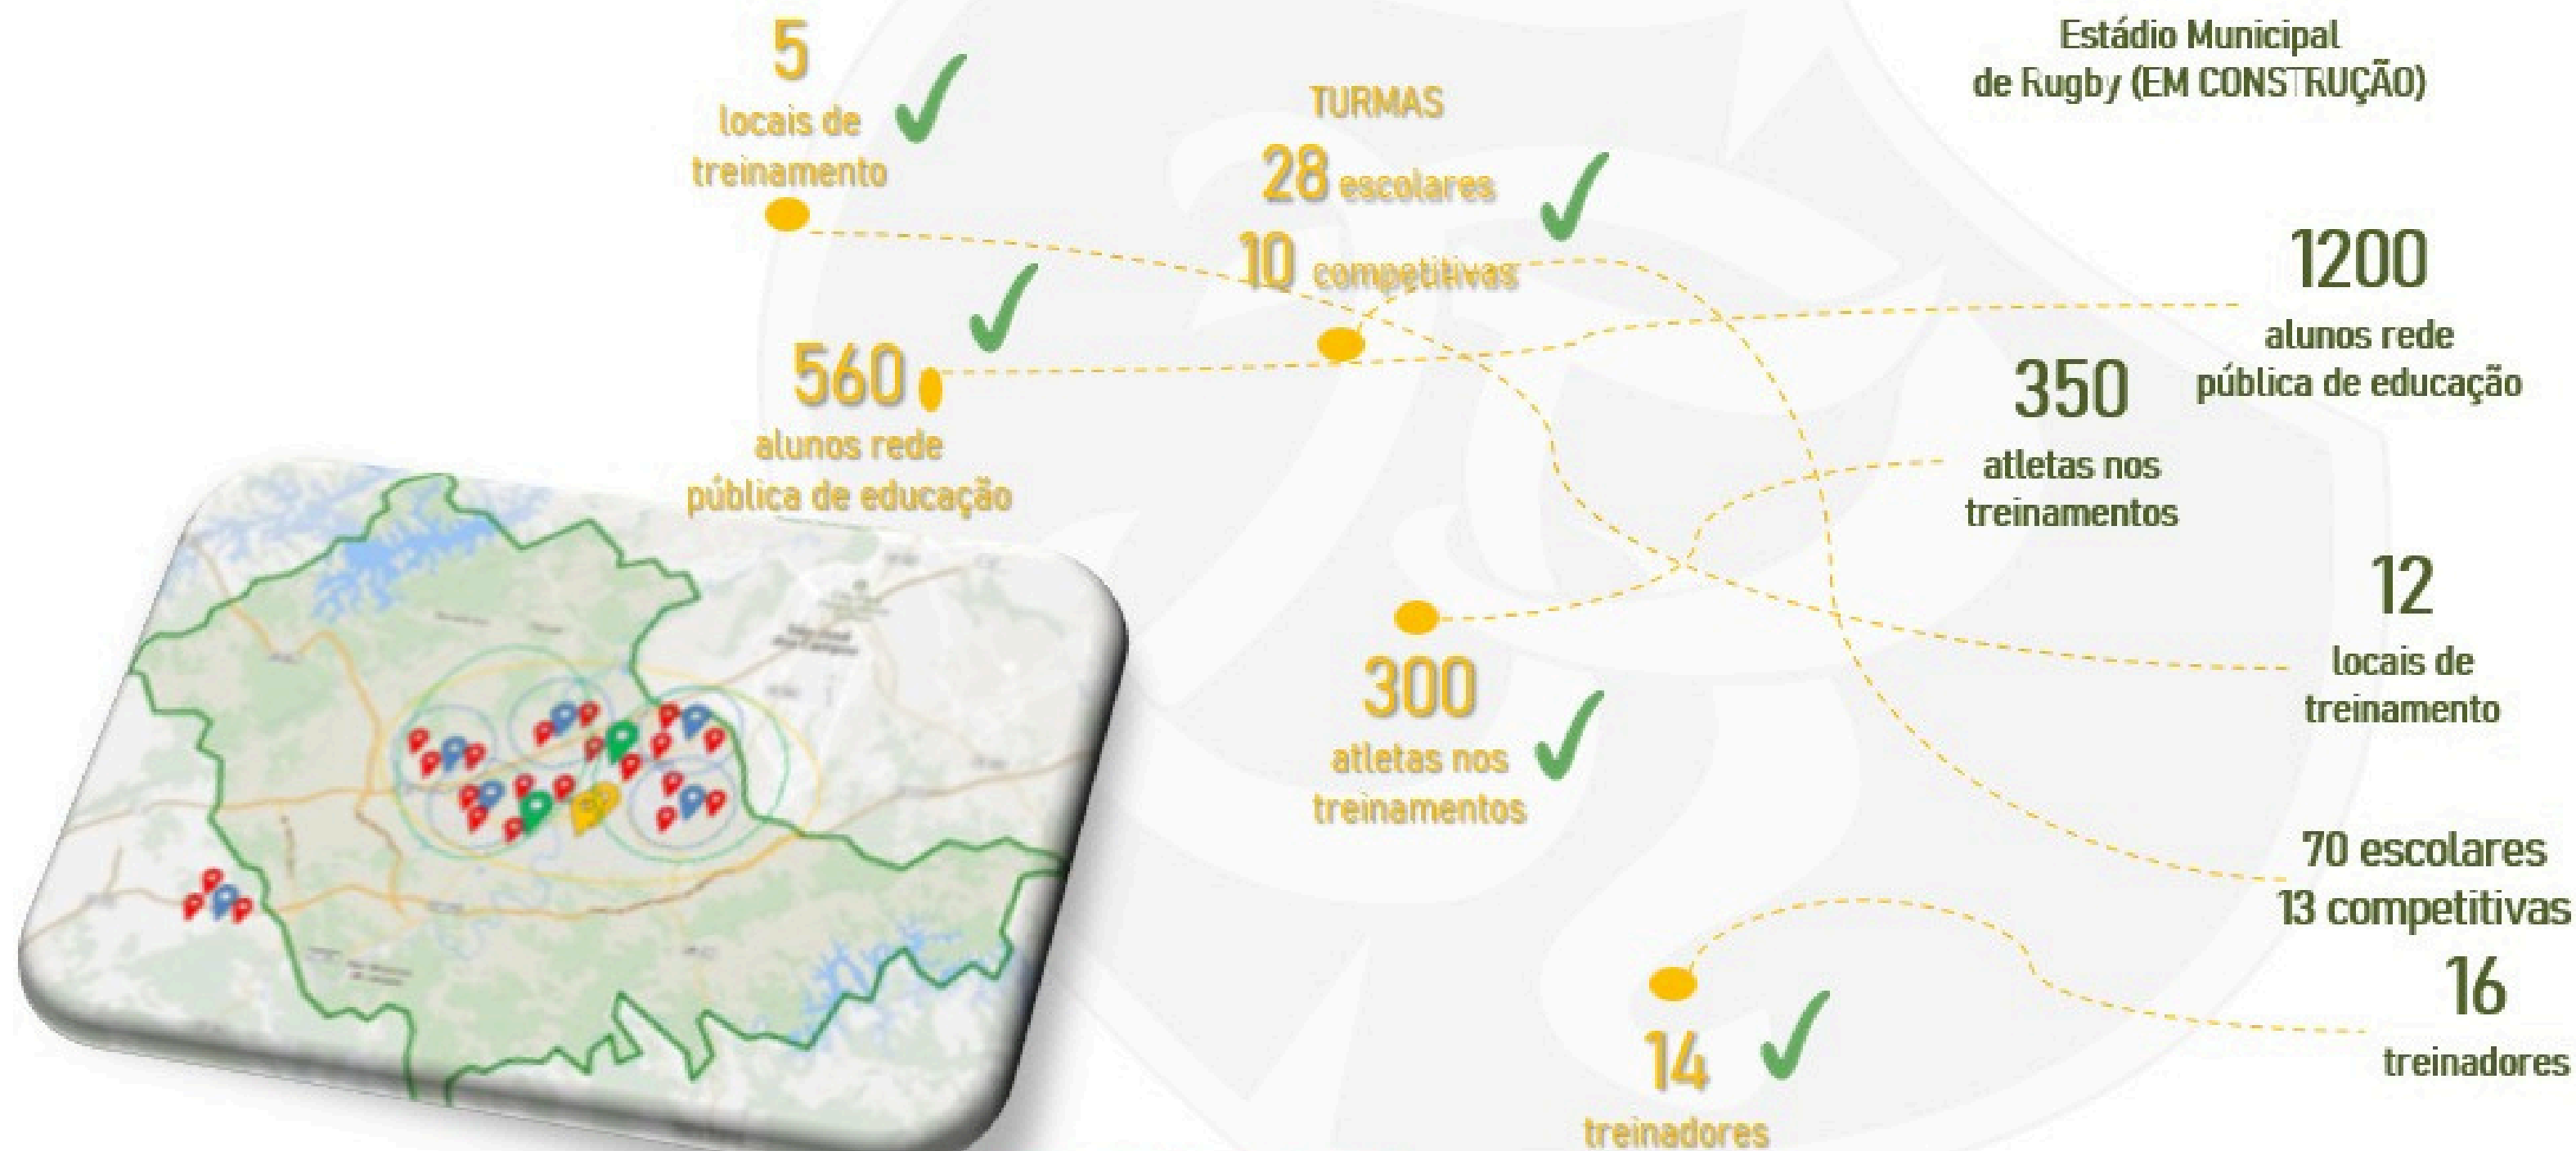 5
locais de
treinamento
TURMAS
28 escolares
10 competitivas
560
alunos rede
pública de educação
300
atletas nos
treinamentos
14
treinadores
Estádio Municipal
de Rugby (EM CONSTRUÇÃO)
1200
alunos rede
pública de educação
350
atletas nos
treinamentos
12
locais de
treinamento
70 escolares
13 competitivas
16
treinadores